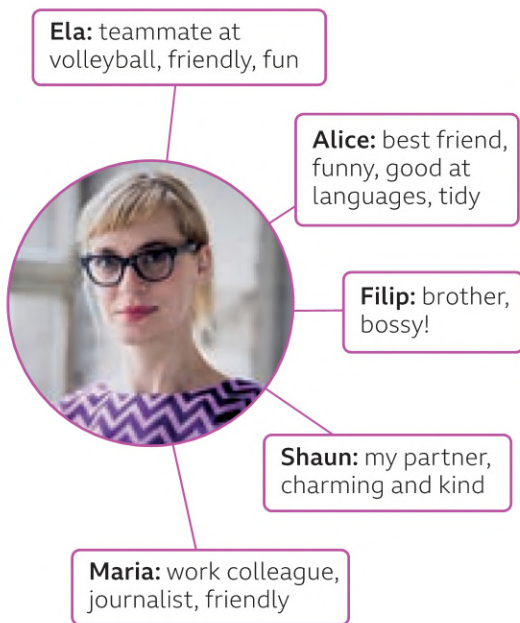 Ela: teammate at
volleyball, friendly, fun
Alice: best friend,
funny, good at
languages, tidy
Filip: brother,
bossy!
Shaun: my partner,
charming and kind
Maria: work colleague,
journalist, friendly